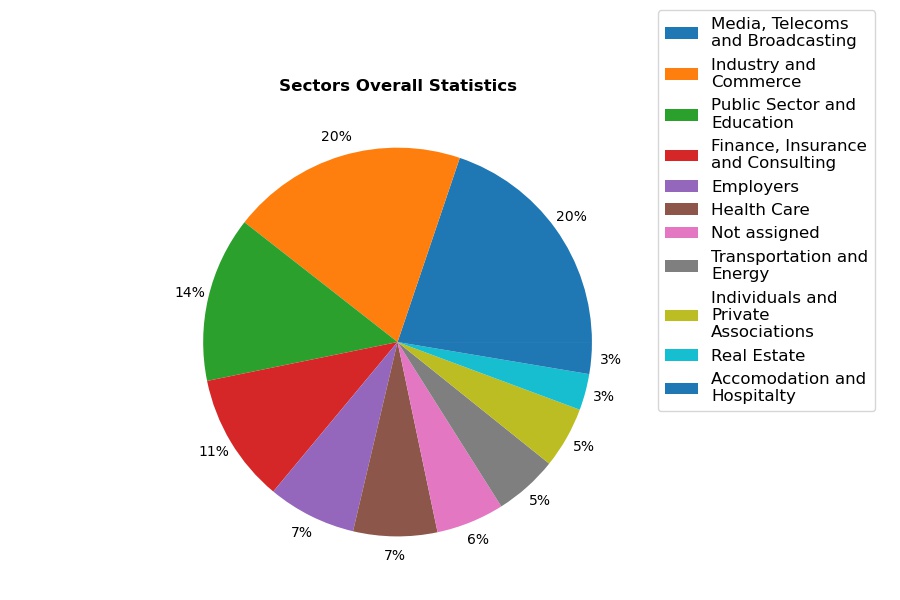 Sectors Overall Statistics
20%
20%
14%
11%
7%
7%
6%
5%
5%
3%
3%
Media, Telecoms
and Broadcasting
Industry and
Commerce
Public Sector and
Education
Finance, Insurance
and Consulting
Employers
Health Care
Not assigned
Transportation and
Energy
Individuals and
Private
Associations
Real Estate
Accomodation and
Hospitalty